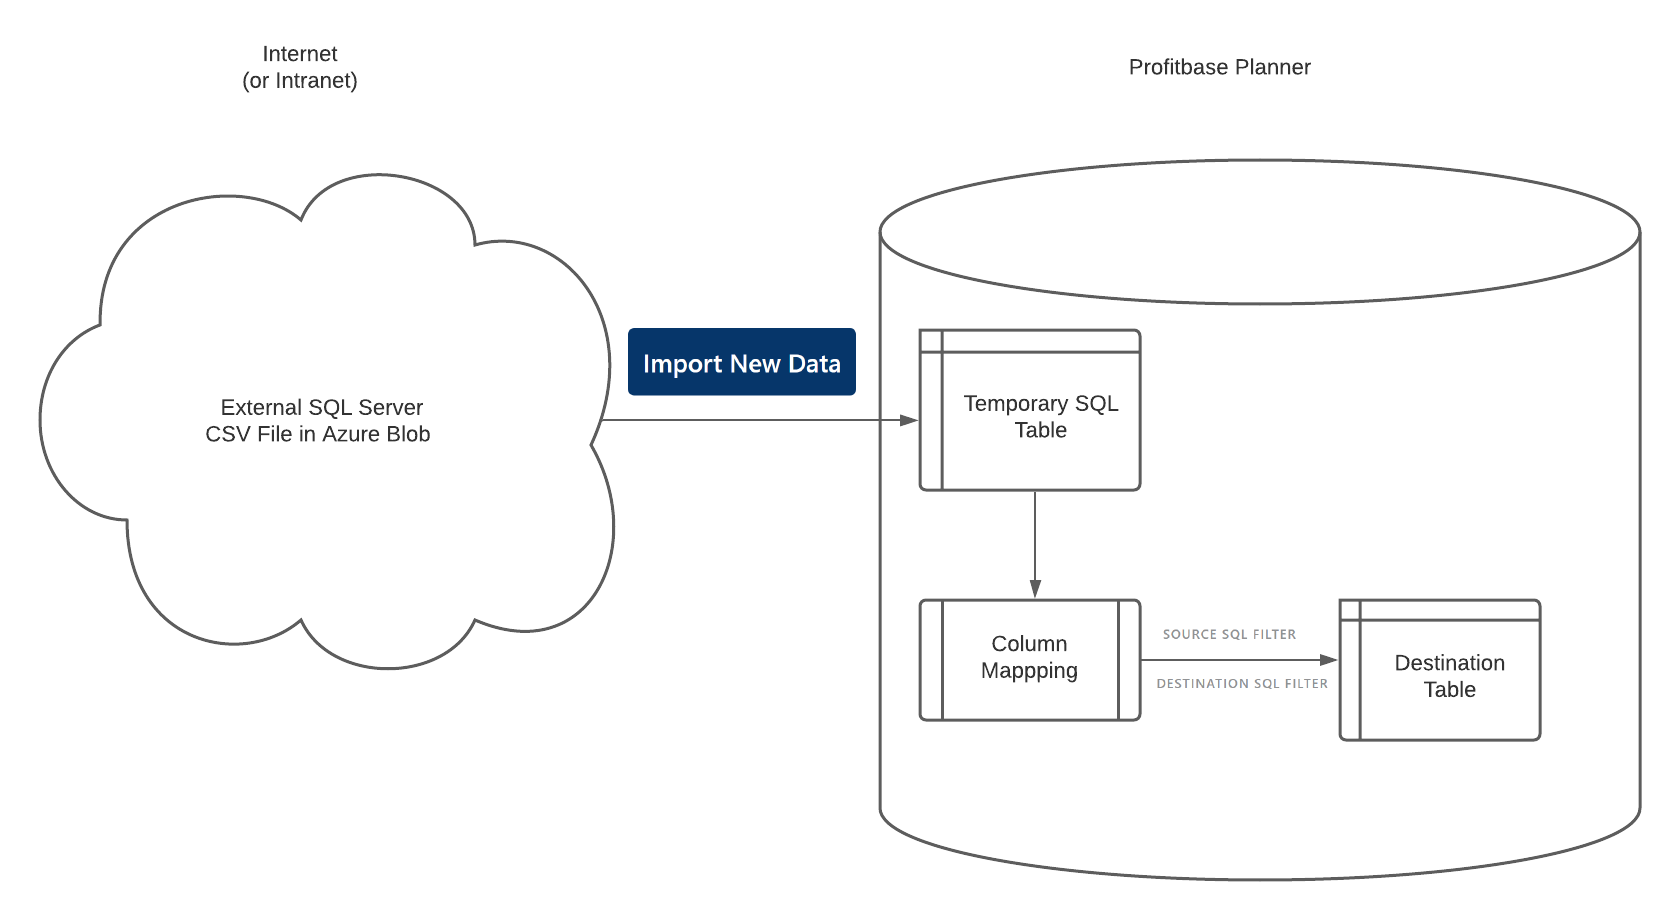 Internet
(or Intranet)
Profitbase Planner
Import New Data
External SQL Server
CSV File in Azure Blob
Temporary SQL
Table
Column
Mappping
SOURCE SQL FILTER
DESTINATION SQL FILTER
Destination
Table